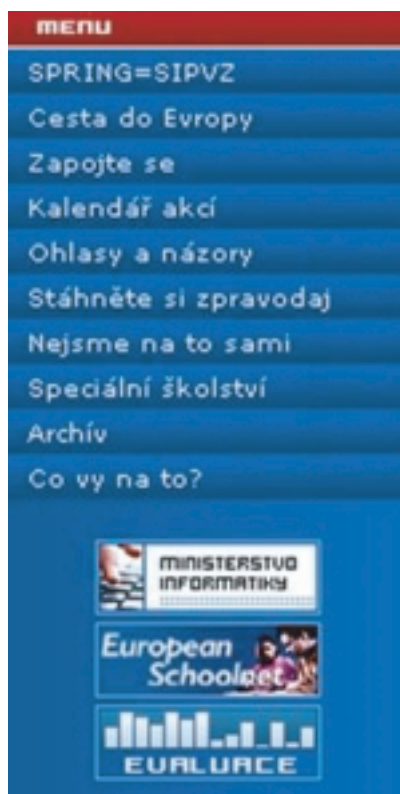 MENU
SPRING=SIPVZ
Cesta do Evropy
Zapojte se
Kalendář akcí
Ohlasy a názory
Stáhněte si zpravodaj
Nejsme na to sami
Speciální školství
Archív
Co vy na to?
MINISTERSTVO
INFORMATIKY
European
Schoolnet
EVALUACE